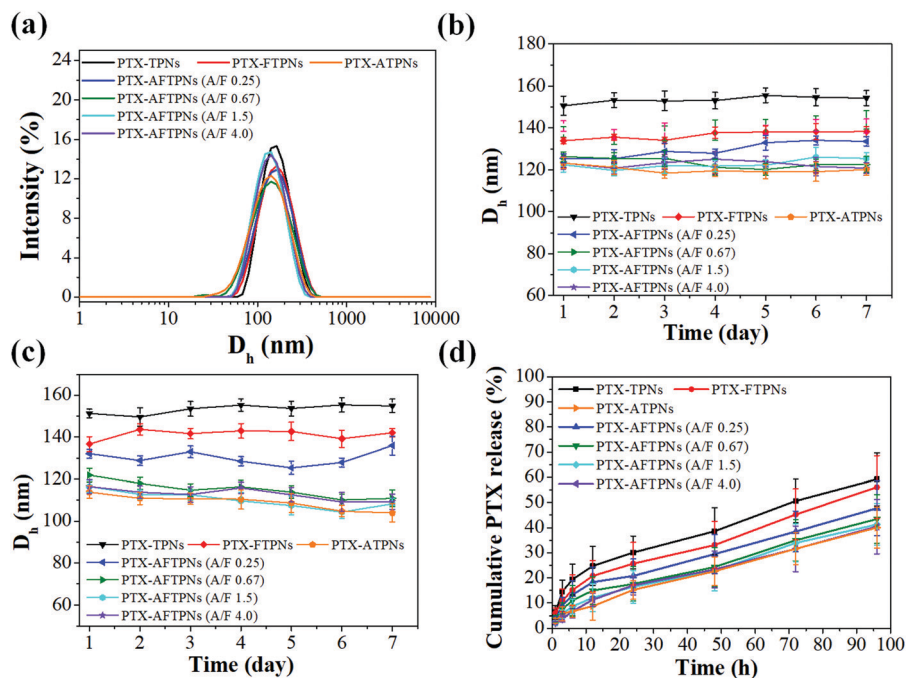 (a)
24
20
16
12
8
4
0
Intensity (%)
PTX-TPNs PTX-FTPNs PTX-ATPNs
PTX-AFTPNs (A/F 0.25)
PTX-AFTPNs (A/F 0.67)
PTX-AFTPNs (A/F 1.5)
PTX-AFTPNs (A/F 4.0)
1 10 100 1000 10000
Dh (nm)
(b)
180
160
140
120
100
80
60
Dh (nm)
PTX-TPNs PTX-FTPNs PTX-ATPNs
PTX-AFTPNs (A/F 0.25)
PTX-AFTPNs (A/F 0.67)
PTX-AFTPNs (A/F 1.5)
PTX-AFTPNs (A/F 4.0)
1 2 3 4 5 6 7
Time (day)
(c)
160
140
120
100
80
60
Dh (nm)
PTX-TPNs PTX-FTPNs PTX-ATPNs
PTX-AFTPNs (A/F 0.25)
PTX-AFTPNs (A/F 0.67)
PTX-AFTPNs (A/F 1.5)
PTX-AFTPNs (A/F 4.0)
1 2 3 4 5 6 7
Time (day)
(d)
100
90
80
70
60
50
40
30
20
10
0
Cumulative PTX release (%)
PTX-TPNs PTX-FTPNs
PTX-ATPNs
PTX-AFTPNs (A/F 0.25)
PTX-AFTPNs (A/F 0.67)
PTX-AFTPNs (A/F 1.5)
PTX-AFTPNs (A/F 4.0)
0 10 20 30 40 50 60 70 80 90 100
Time (h)